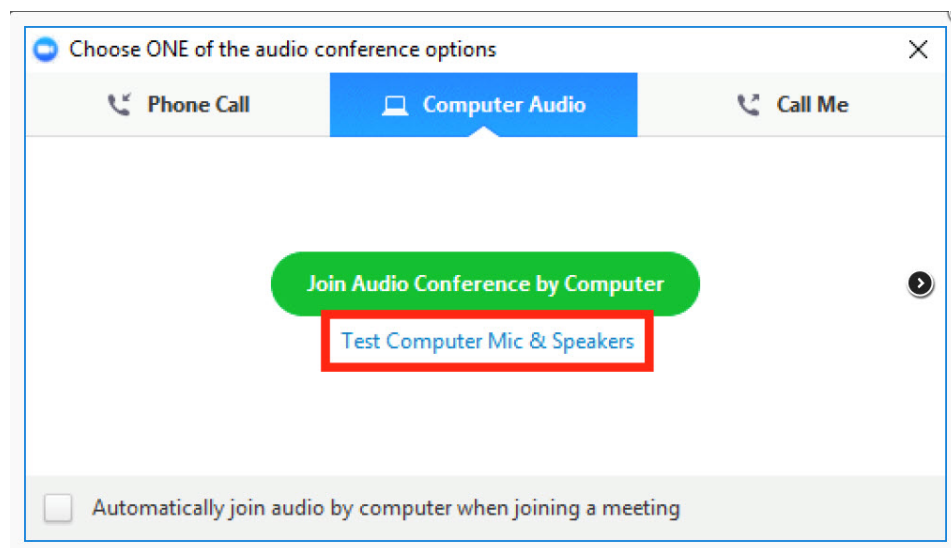 Choose ONE of the audio conference options
Phone Call
Computer Audio
Call Me
Join Audio Conference by Computer
Test Computer Mic & Speakers
Automatically join audio by computer when joining a meeting